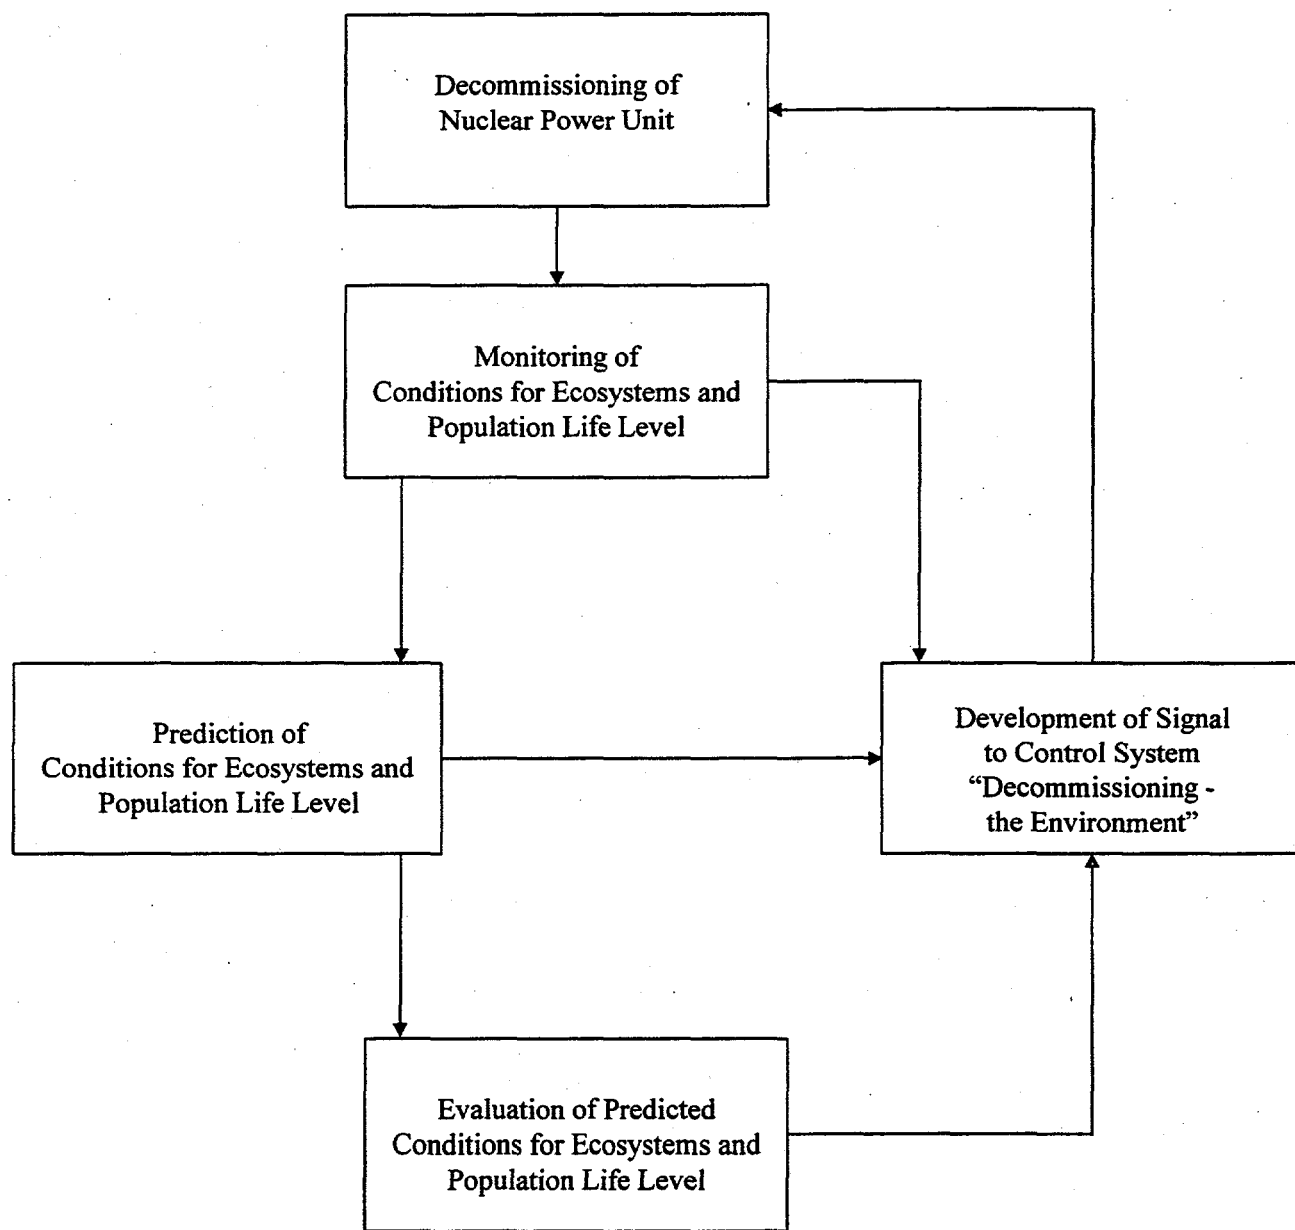 Decommissioning of
Nuclear Power Unit
Monitoring of
Conditions for Ecosystems and
Population Life Level
Prediction of
Conditions for Ecosystems and
Population Life Level
Development of Signal
to Control System
“Decommissioning -
the Environment”
Evaluation of Predicted
Conditions for Ecosystems and
Population Life Level